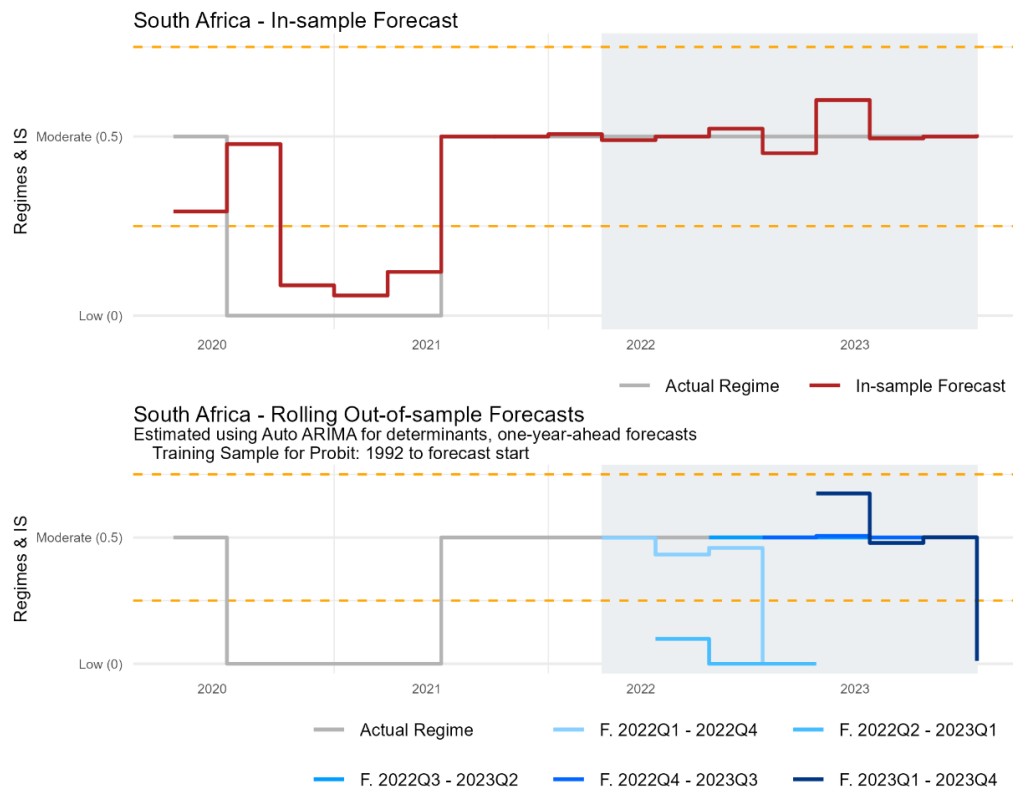 South Africa - In-sample Forecast
Regimes & IS
Moderate (0.5)
Low (0)
2020 2021 2022 2023
Actual Regime In-sample Forecast
South Africa - Rolling Out-of-sample Forecasts
Estimated using Auto ARIMA for determinants, one-year-ahead forecasts
Training Sample for Probit: 1992 to forecast start
Regimes & IS
Moderate (0.5)
Low (0)
2020 2021 2022 2023
Actual Regime F. 2022Q1 - 2022Q4 F. 2022Q2 - 2023Q1
F. 2022Q3 - 2023Q2 F. 2022Q4 - 2023Q3 F. 2023Q1 - 2023Q4